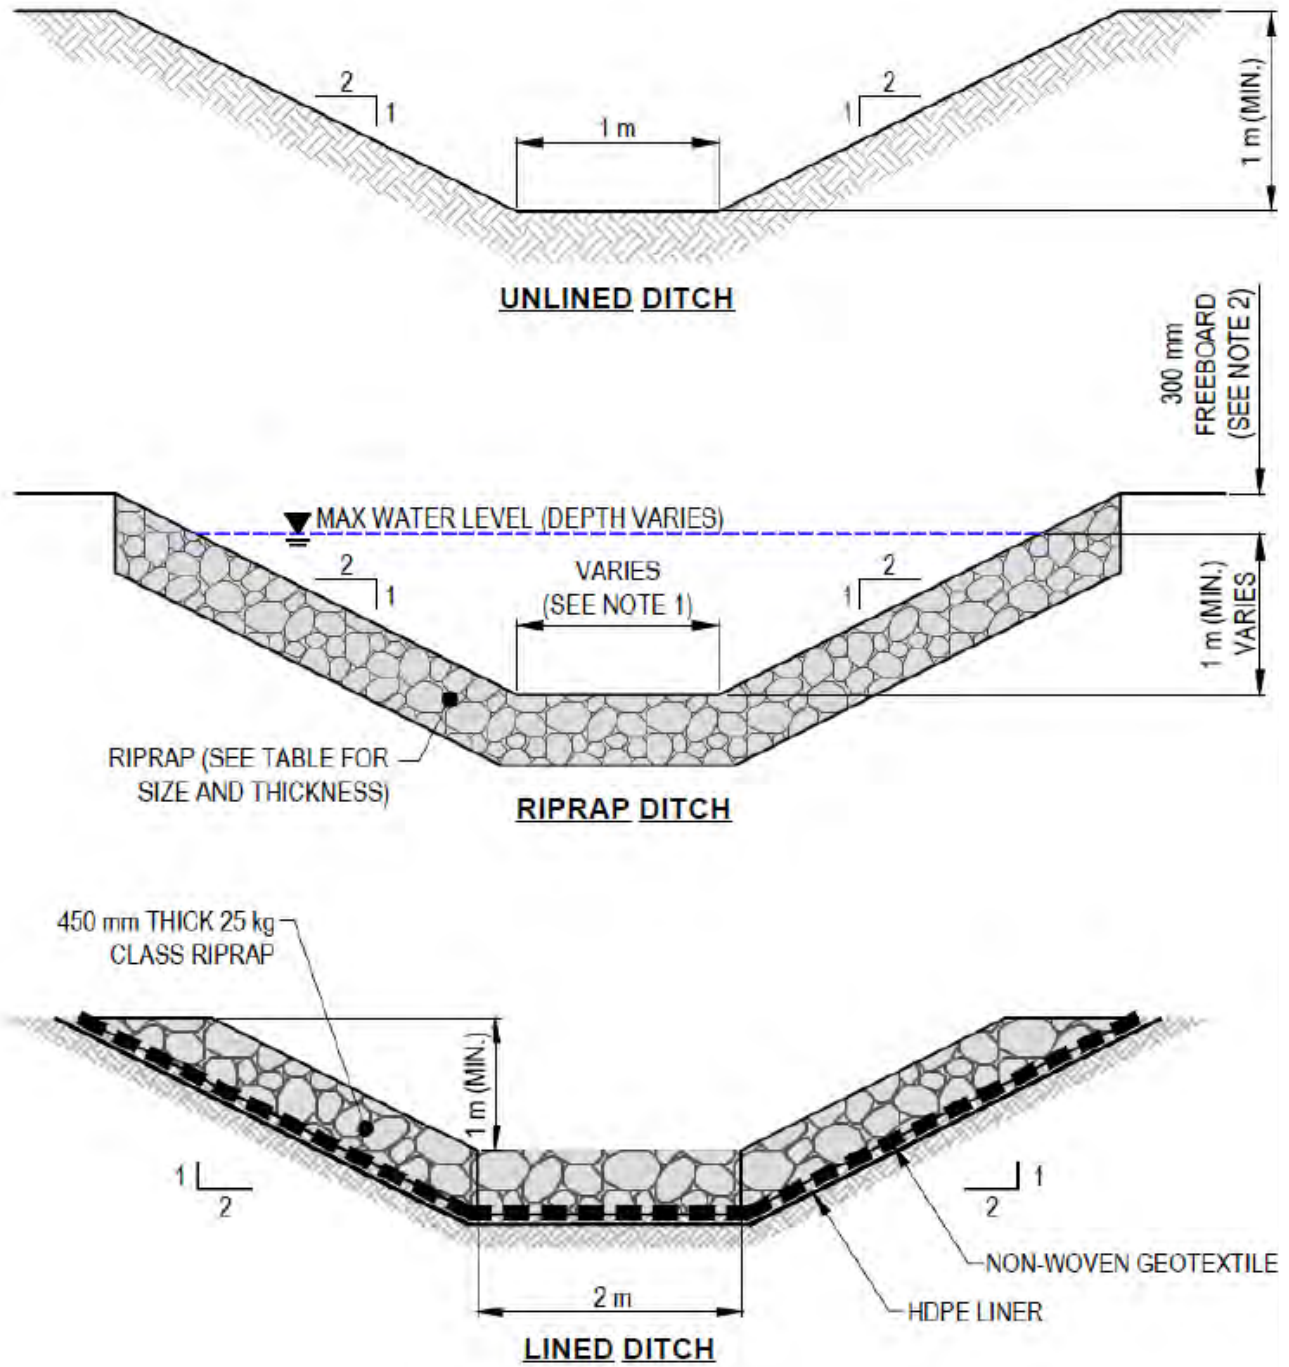 2
1
1 m
2
1
1 m (MIN.)
UNLINED DITCH
300 mm
FREEBOARD
(SEE NOTE 2)
MAX WATER LEVEL (DEPTH VARIES)
2
1
VARIES
(SEE NOTE 1)
2
1
1 m (MIN.)
VARIES
RIPRAP (SEE TABLE FOR
SIZE AND THICKNESS)
RIPRAP DITCH
450 mm THICK 25 kg
CLASS RIPRAP
1 m (MIN.)
1
2
1
2
NON-WOVEN GEOTEXTILE
HDPE LINER
2 m
LINED DITCH